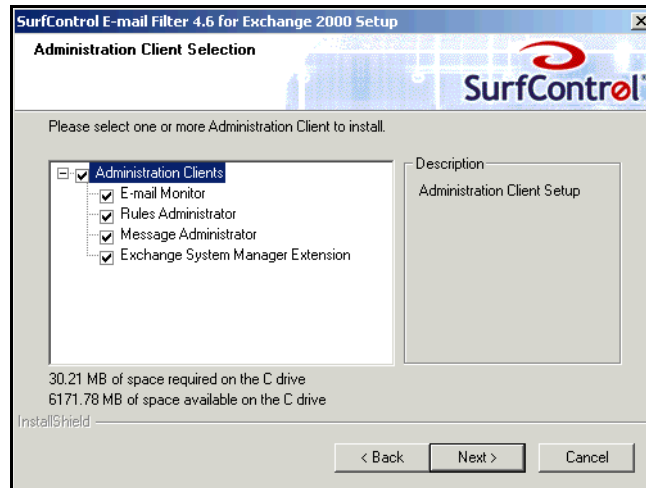 SurfControl E-mail Filter 4.6 for Exchange 2000 Setup
Administration Client Selection
SurfControl
Please select one or more Administration Client to install.
Administration Clients
E-mail Monitor
Rules Administrator
Message Administrator
Exchange System Manager Extension
Description
Administration Client Setup
30.21 MB of space required on the C drive
6171.78 MB of space available on the C drive
InstallShield
< Back
Next >
Cancel